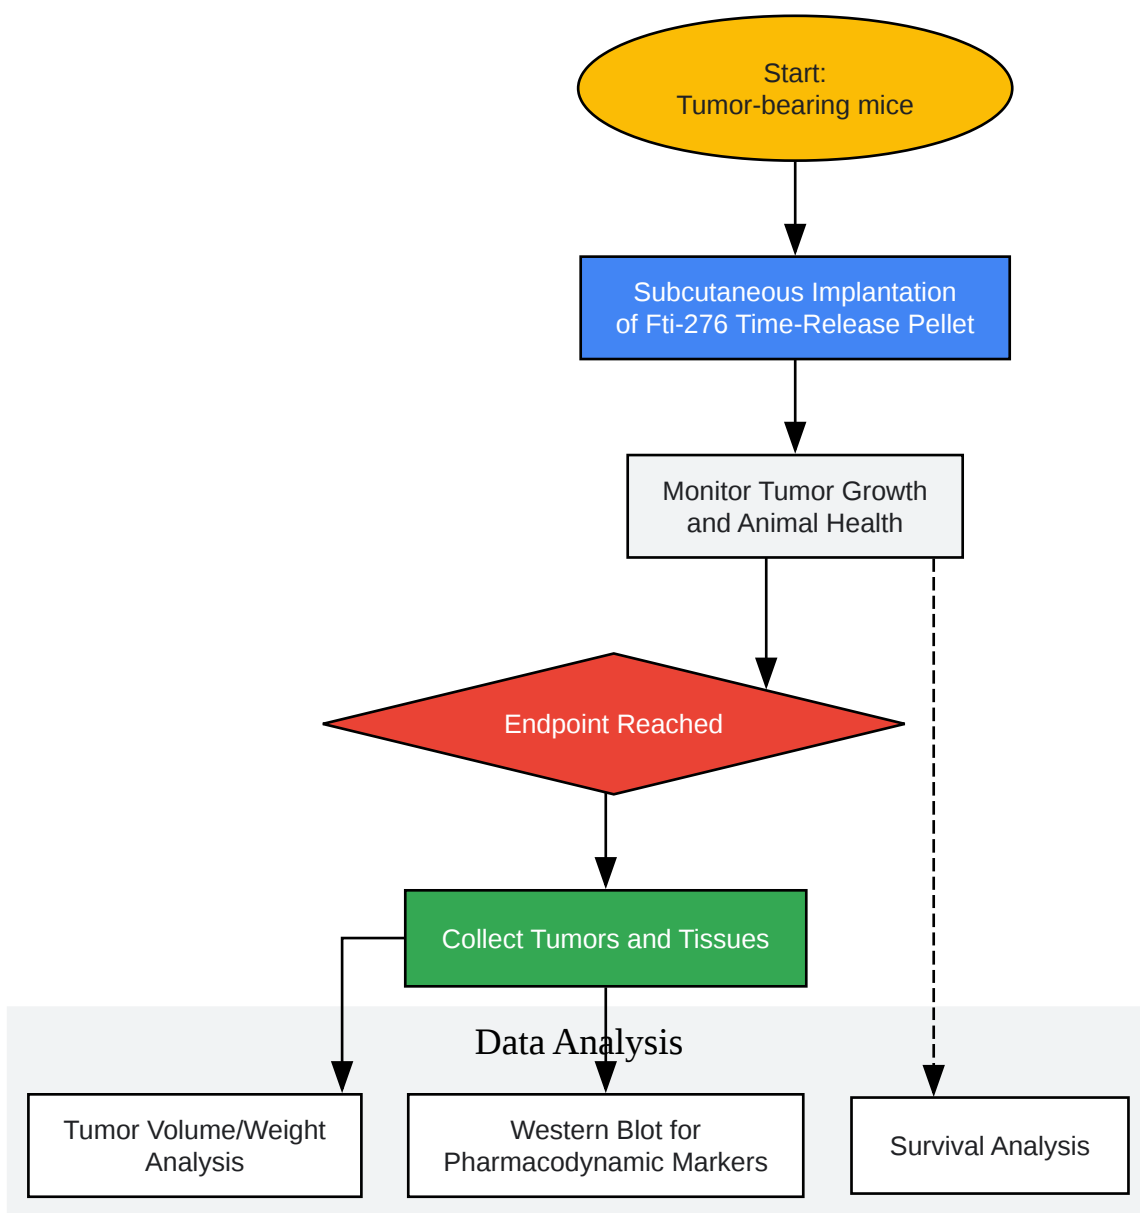 Start:
Tumor-bearing mice
Subcutaneous Implantation
of Fti-276 Time-Release Pellet
Monitor Tumor Growth
and Animal Health
Endpoint Reached
Collect Tumors and Tissues
Data Analysis
Tumor Volume/Weight
Analysis
Western Blot for
Pharmacodynamic Markers
Survival Analysis